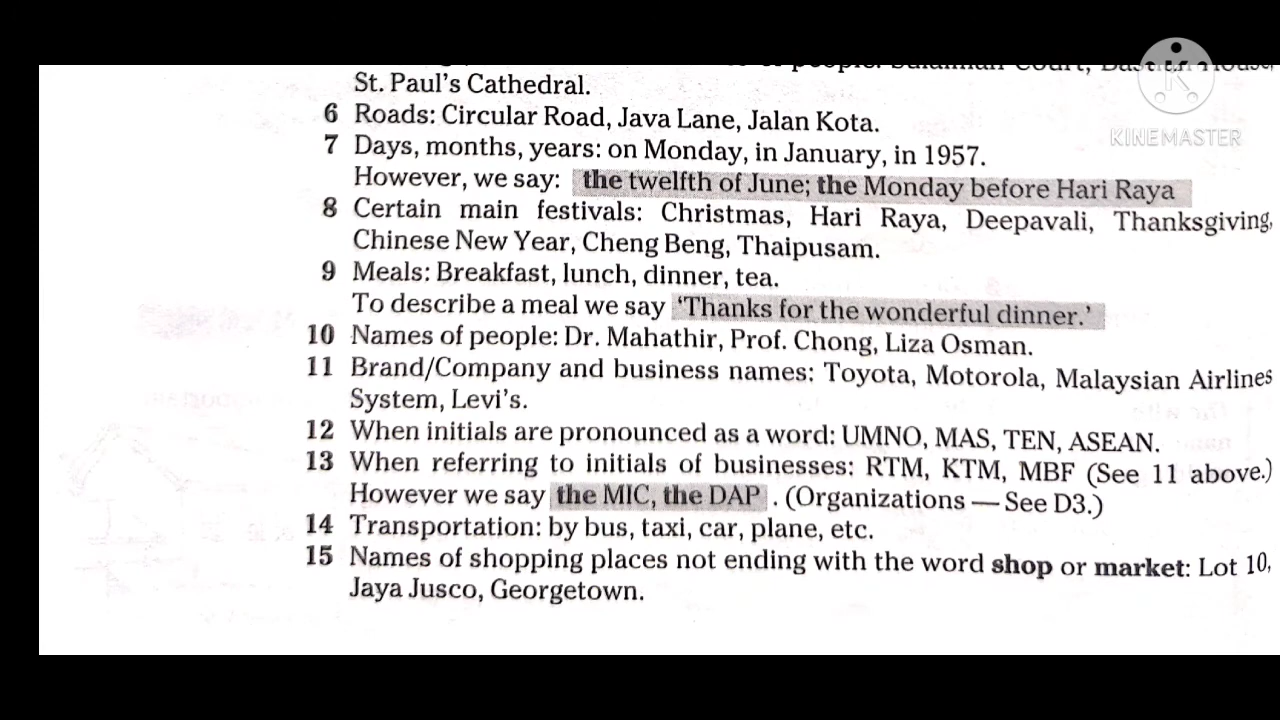 people: Sulaiman Court,
St. Paul's Cathedral.
6 Roads: Circular Road, Java Lane, Jalan Kota.
7 Days, months, years: on Monday, in January, in 1957.
However, we say: the twelfth of June; the Monday before Hari Raya
8 Certain main festivals: Christmas, Hari Raya, Deepavali, Thanksgiving,
Chinese New Year, Cheng Beng, Thaipusam.
9 Meals: Breakfast, lunch, dinner, tea.
To describe a meal we say 'Thanks for the wonderful dinner.'
10 Names of people: Dr. Mahathir, Prof. Chong, Liza Osman.
11 Brand/Company and business names: Toyota, Motorola, Malaysian Airlines
System, Levi's.
12 When initials are pronounced as a word: UMNO, MAS, TEN, ASEAN.
13 When referring to initials of businesses: RTM, KTM, MBF (See 11 above.)
However we say the MIC, the DAP . (Organizations — See D3.)
14 Transportation: by bus, taxi, car, plane, etc.
15 Names of shopping places not ending with the word shop or market: Lot 10,
Jaya Jusco, Georgetown.
K
KINEMASTER